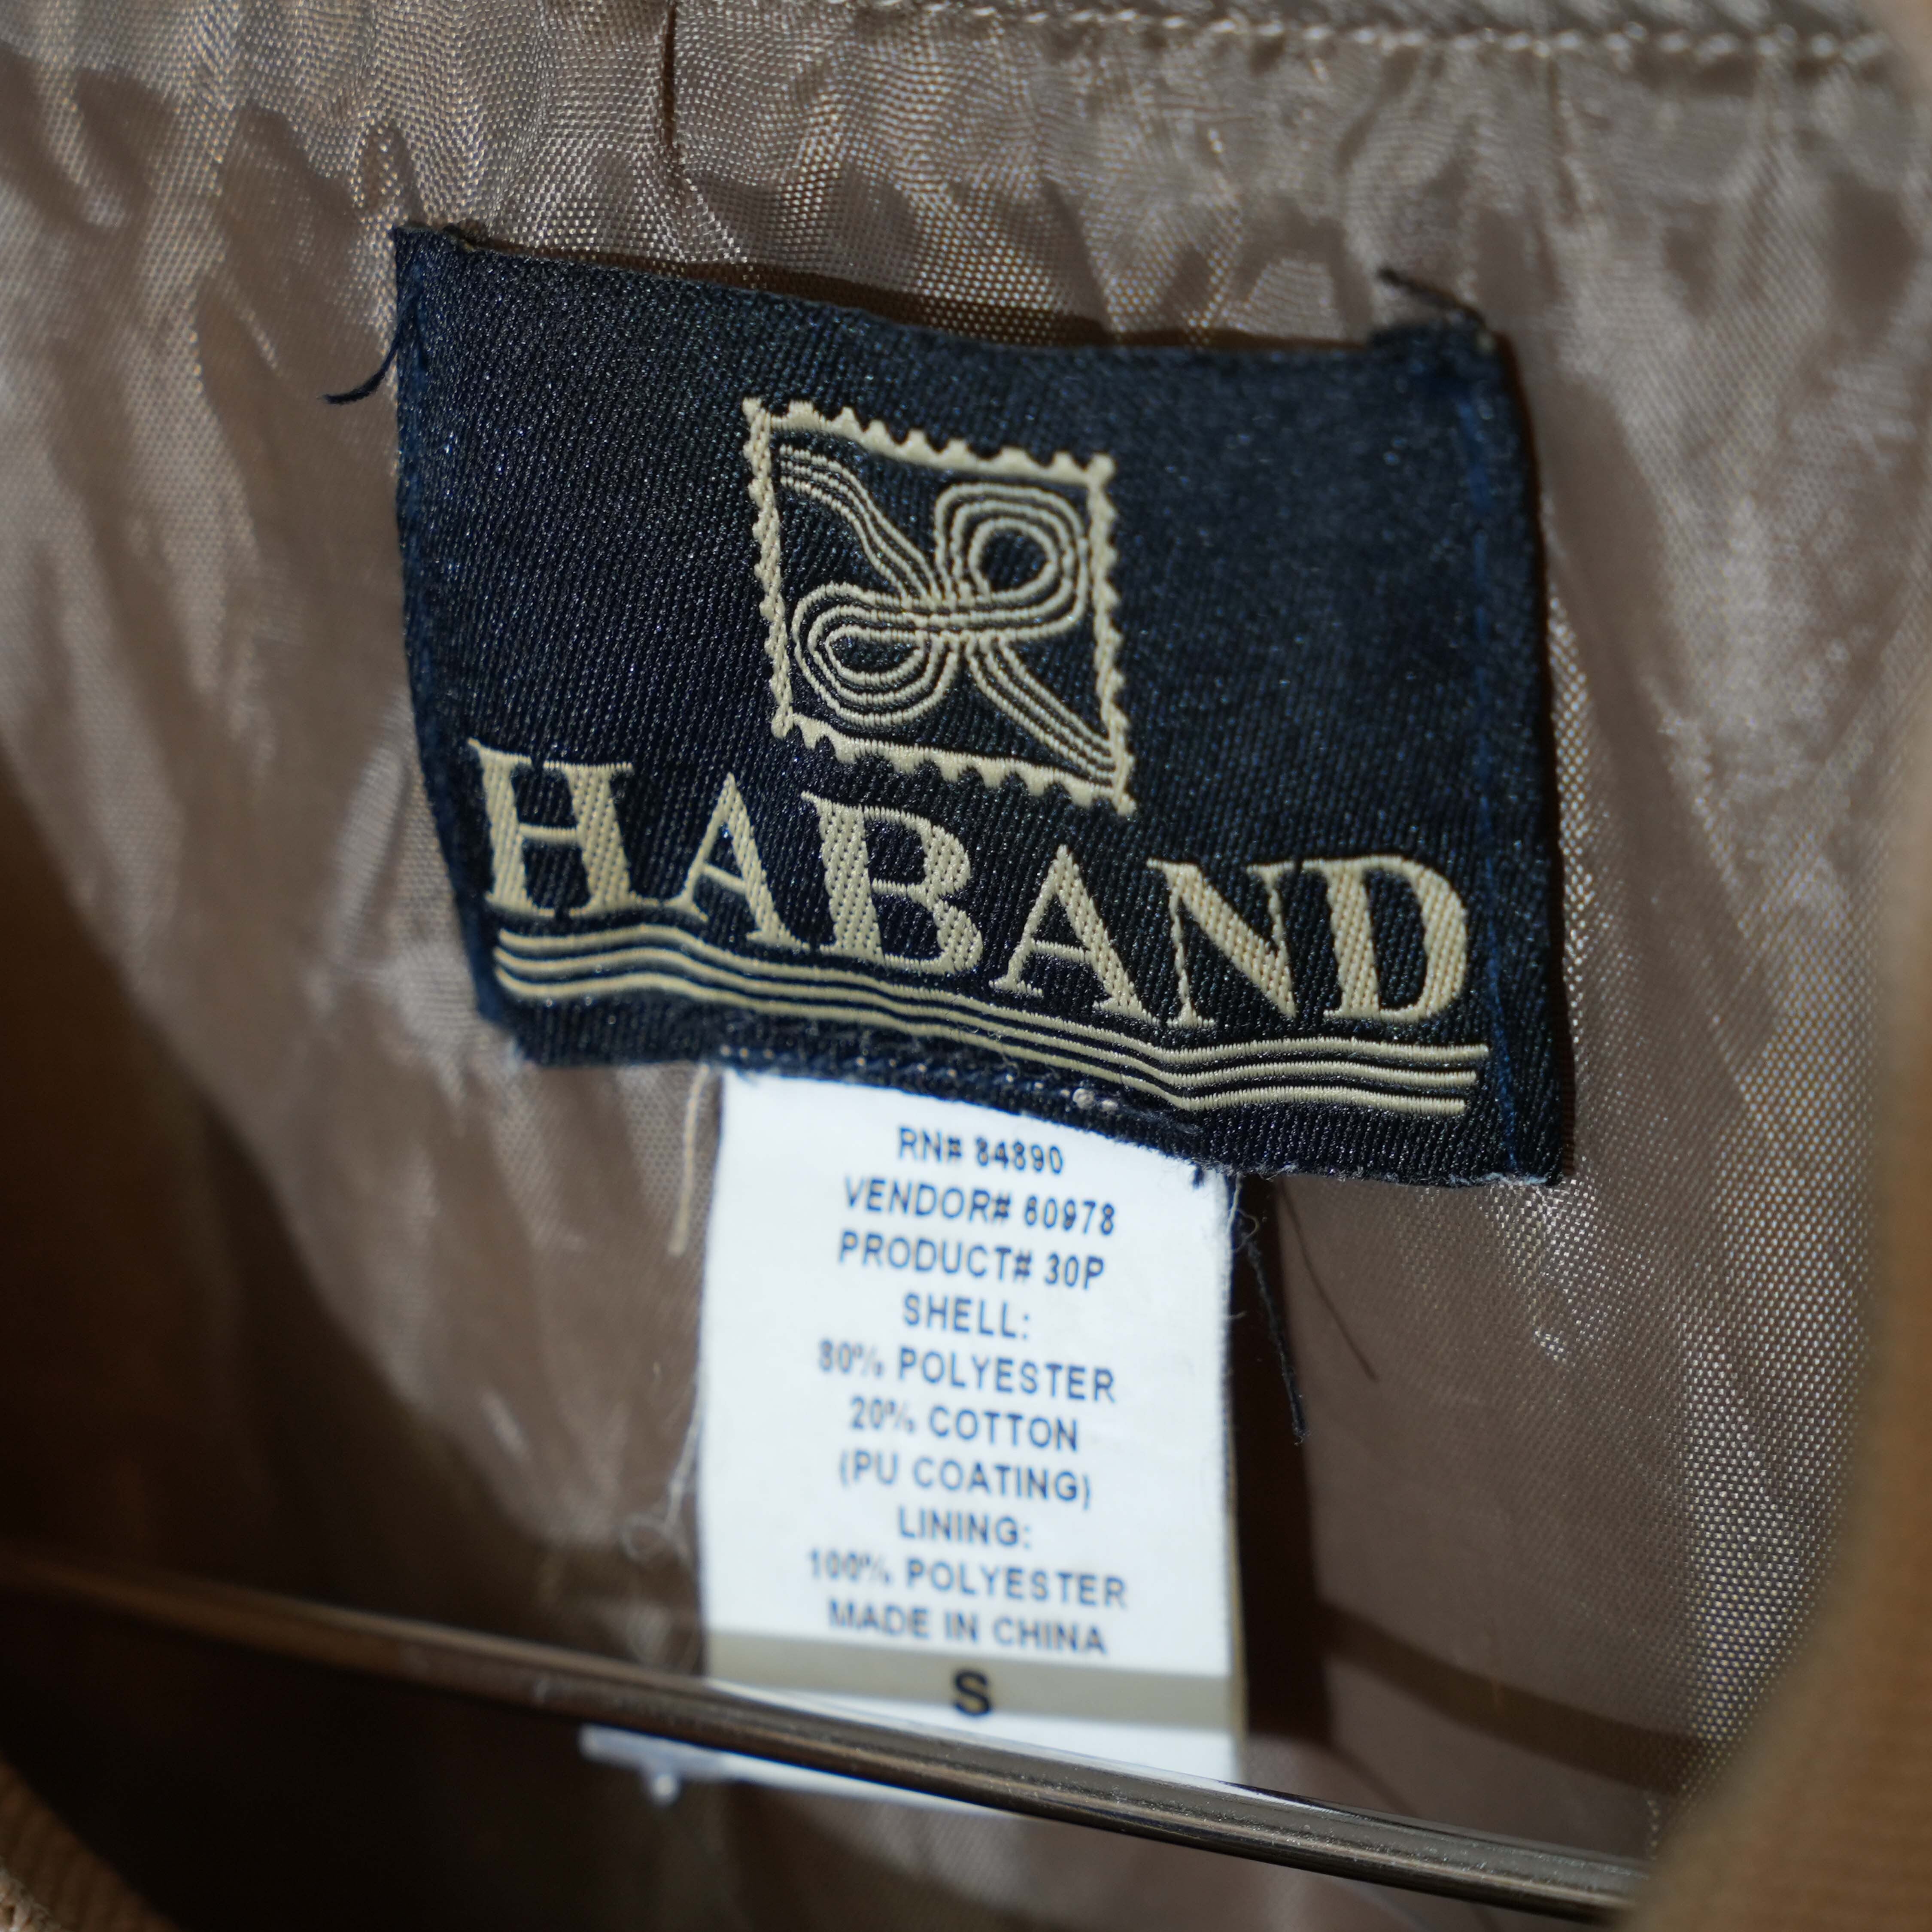 HABAND
RN# 84890
VENDOR# 60978
PRODUCT# 30P
SHELL:
80% POLYESTER
20% COTTON
(PU COATING)
LINING:
100% POLYESTER
MADE IN CHINA
S